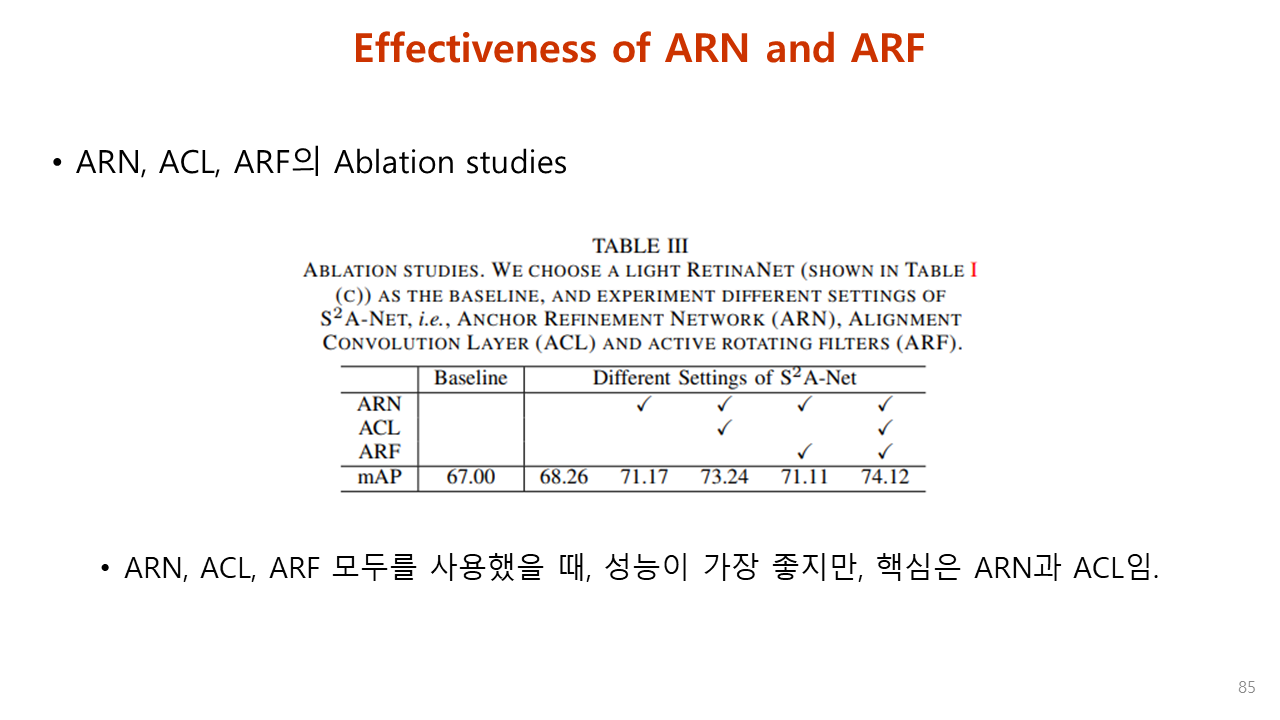 Effectiveness of ARN and ARF
• ARN, ACL, ARF의 Ablation studies
TABLE III
ABLATION STUDIES. WE CHOOSE A LIGHT RETINANET (SHOWN IN TABLE I
(C)) AS THE BASELINE, AND EXPERIMENT DIFFERENT SETTINGS OF
S²A-NET, i.e., ANCHOR REFINEMENT NETWORK (ARN), ALIGNMENT
CONVOLUTION LAYER (ACL) AND ACTIVE ROTATING FILTERS (ARF).
Baseline Different Settings of S²A-Net
ARN ✓ ✓ ✓ ✓
ACL ✓ ✓
ARF ✓ ✓
mAP 67.00 68.26 71.17 73.24 71.11 74.12
• ARN, ACL, ARF 모두를 사용했을 때, 성능이 가장 좋지만, 핵심은 ARN과 ACL임.
85